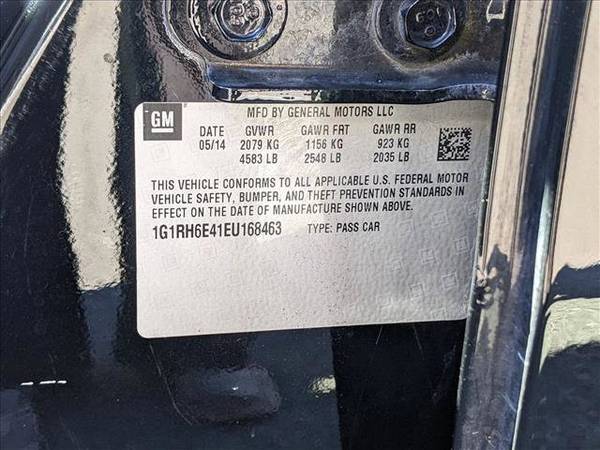 GM
MFD BY GENERAL MOTORS LLC
DATE GVWR GAWR FRT GAWR RR
05/14 2079 KG 1156 KG 923 KG
4583 LB 2548 LB 2035 LB
THIS VEHICLE CONFORMS TO ALL APPLICABLE U.S. FEDERAL MOTOR
VEHICLE SAFETY, BUMPER, AND THEFT PREVENTION STANDARDS IN
EFFECT ON THE DATE OF MANUFACTURE SHOWN ABOVE.
1G1RH6E41EU168463 TYPE: PASS CAR